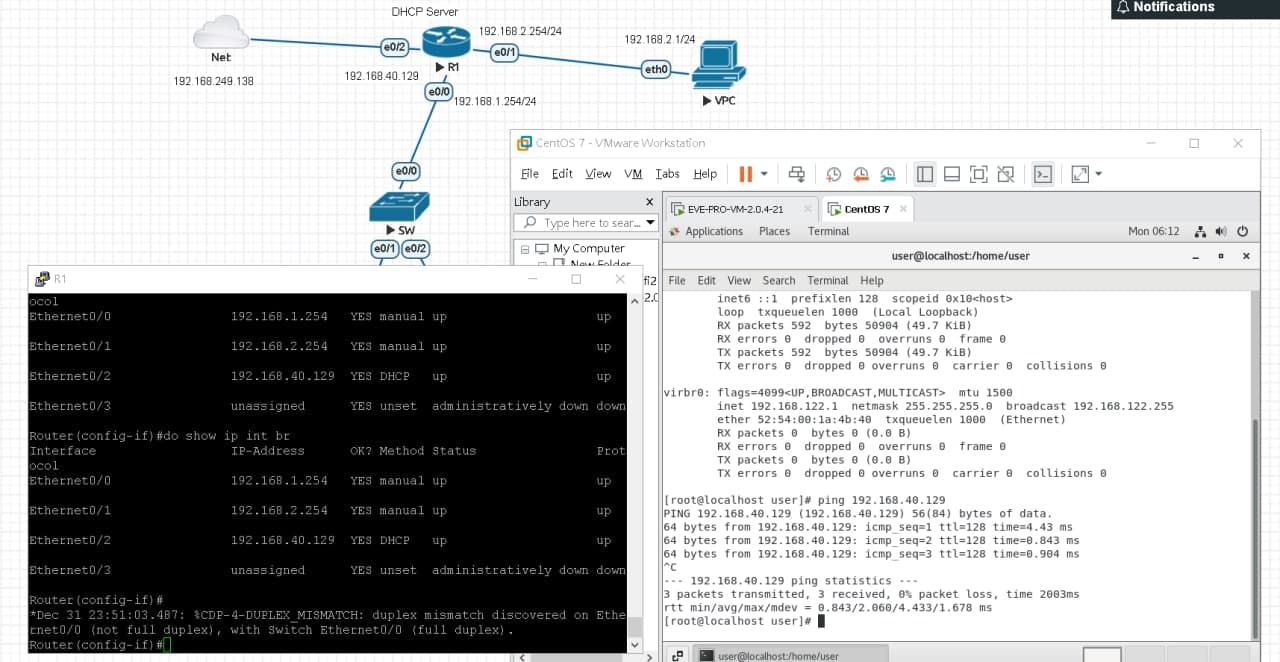 Notifications
DHCP Server
192.168.2.254/24
192.168.2.1/24
e0/2
e0/1
Net
R1
eth0
192.168.249.138
192.168.40.129
e0/0
192.168.1.254/24
VPC
e0/0
SW
e0/1 e0/2
CentOS 7 - VMware Workstation
File Edit View VM Tabs Help
Library
Type here to sear...
My Computer
New Folder
EVE-PRO-VM-2.0.4-21
CentOS 7
Applications Places Terminal
Mon 06:12
user@localhost:/home/user
File Edit View Search Terminal Help
inet6 ::1 prefixlen 128 scopeid 0x10<host>
loop txqueuelen 1000 (Local Loopback)
RX packets 592 bytes 50904 (49.7 KiB)
RX errors 0 dropped 0 overruns 0 frame 0
TX packets 592 bytes 50904 (49.7 KiB)
TX errors 0 dropped 0 overruns 0 carrier 0 collisions 0
virbr0: flags=4099<UP,BROADCAST,MULTICAST> mtu 1500
inet 192.168.122.1 netmask 255.255.255.0 broadcast 192.168.122.255
ether 52:54:00:1a:4b:40 txqueuelen 1000 (Ethernet)
RX packets 0 bytes 0 (0.0 B)
RX errors 0 dropped 0 overruns 0 frame 0
TX packets 0 bytes 0 (0.0 B)
TX errors 0 dropped 0 overruns 0 carrier 0 collisions 0
[root@localhost user]# ping 192.168.40.129
PING 192.168.40.129 (192.168.40.129) 56(84) bytes of data.
64 bytes from 192.168.40.129: icmp_seq=1 ttl=128 time=4.43 ms
64 bytes from 192.168.40.129: icmp_seq=2 ttl=128 time=0.843 ms
64 bytes from 192.168.40.129: icmp_seq=3 ttl=128 time=0.904 ms
^C
--- 192.168.40.129 ping statistics ---
3 packets transmitted, 3 received, 0% packet loss, time 2003ms
rtt min/avg/max/mdev = 0.843/2.060/4.433/1.678 ms
[root@localhost user]#
user@localhost:/home/user
R1
ocol
Ethernet0/0 192.168.1.254 YES manual up up
Ethernet0/1 192.168.2.254 YES manual up up
Ethernet0/2 192.168.40.129 YES DHCP up up
Ethernet0/3 unassigned YES unset administratively down down
Router(config-if)#do show ip int br
Interface IP-Address OK? Method Status Prot
ocol
Ethernet0/0 192.168.1.254 YES manual up up
Ethernet0/1 192.168.2.254 YES manual up up
Ethernet0/2 192.168.40.129 YES DHCP up up
Ethernet0/3 unassigned YES unset administratively down down
Router(config-if)#
*Dec 31 23:51:03.487: %CDP-4-DUPLEX_MISMATCH: duplex mismatch discovered on Ethe
rnet0/0 (not full duplex), with Switch Ethernet0/0 (full duplex).
Router(config-if)#